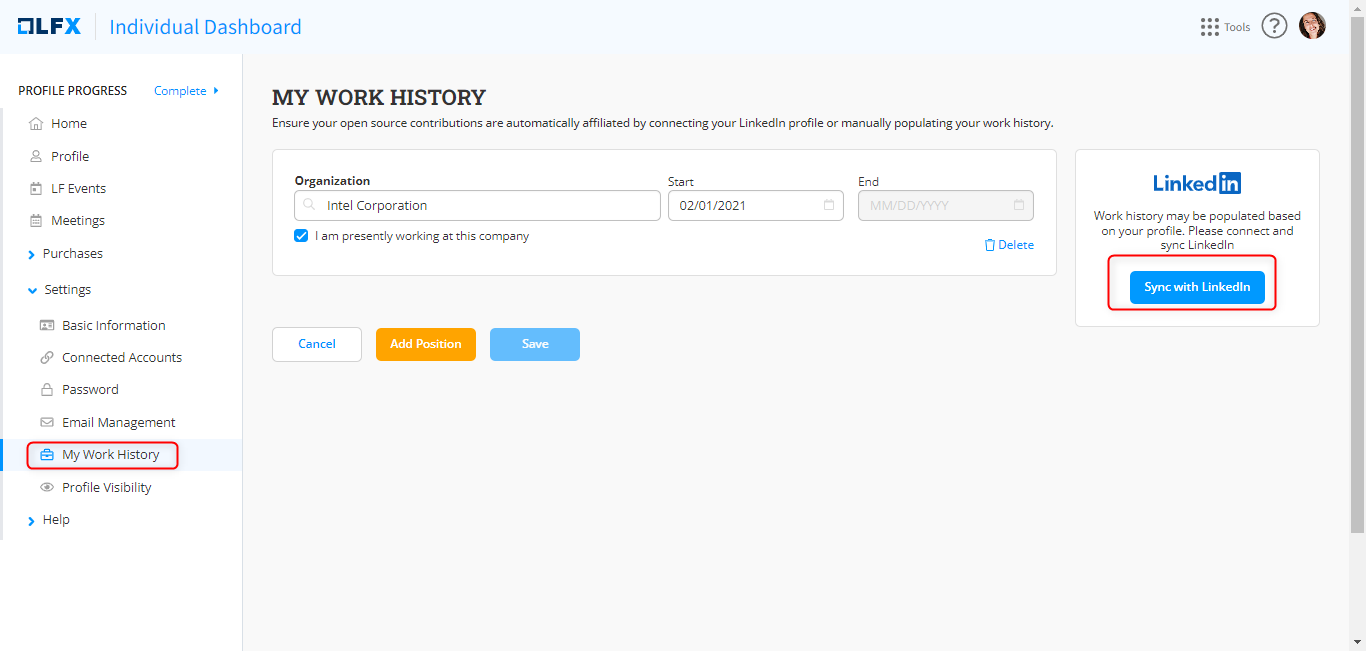 LFX
Individual Dashboard
Tools
?
PROFILE PROGRESS
Complete
Home
Profile
LF Events
Meetings
Purchases
Settings
Basic Information
Connected Accounts
Password
Email Management
My Work History
Profile Visibility
Help
MY WORK HISTORY
Ensure your open source contributions are automatically affiliated by connecting your LinkedIn profile or manually populating your work history.
Organization
Start
End
Intel Corporation
02/01/2021
MM/DD/YYYY
I am presently working at this company
Delete
Cancel
Add Position
Save
Linked in
Work history may be populated based
on your profile. Please connect and
sync LinkedIn
Sync with LinkedIn